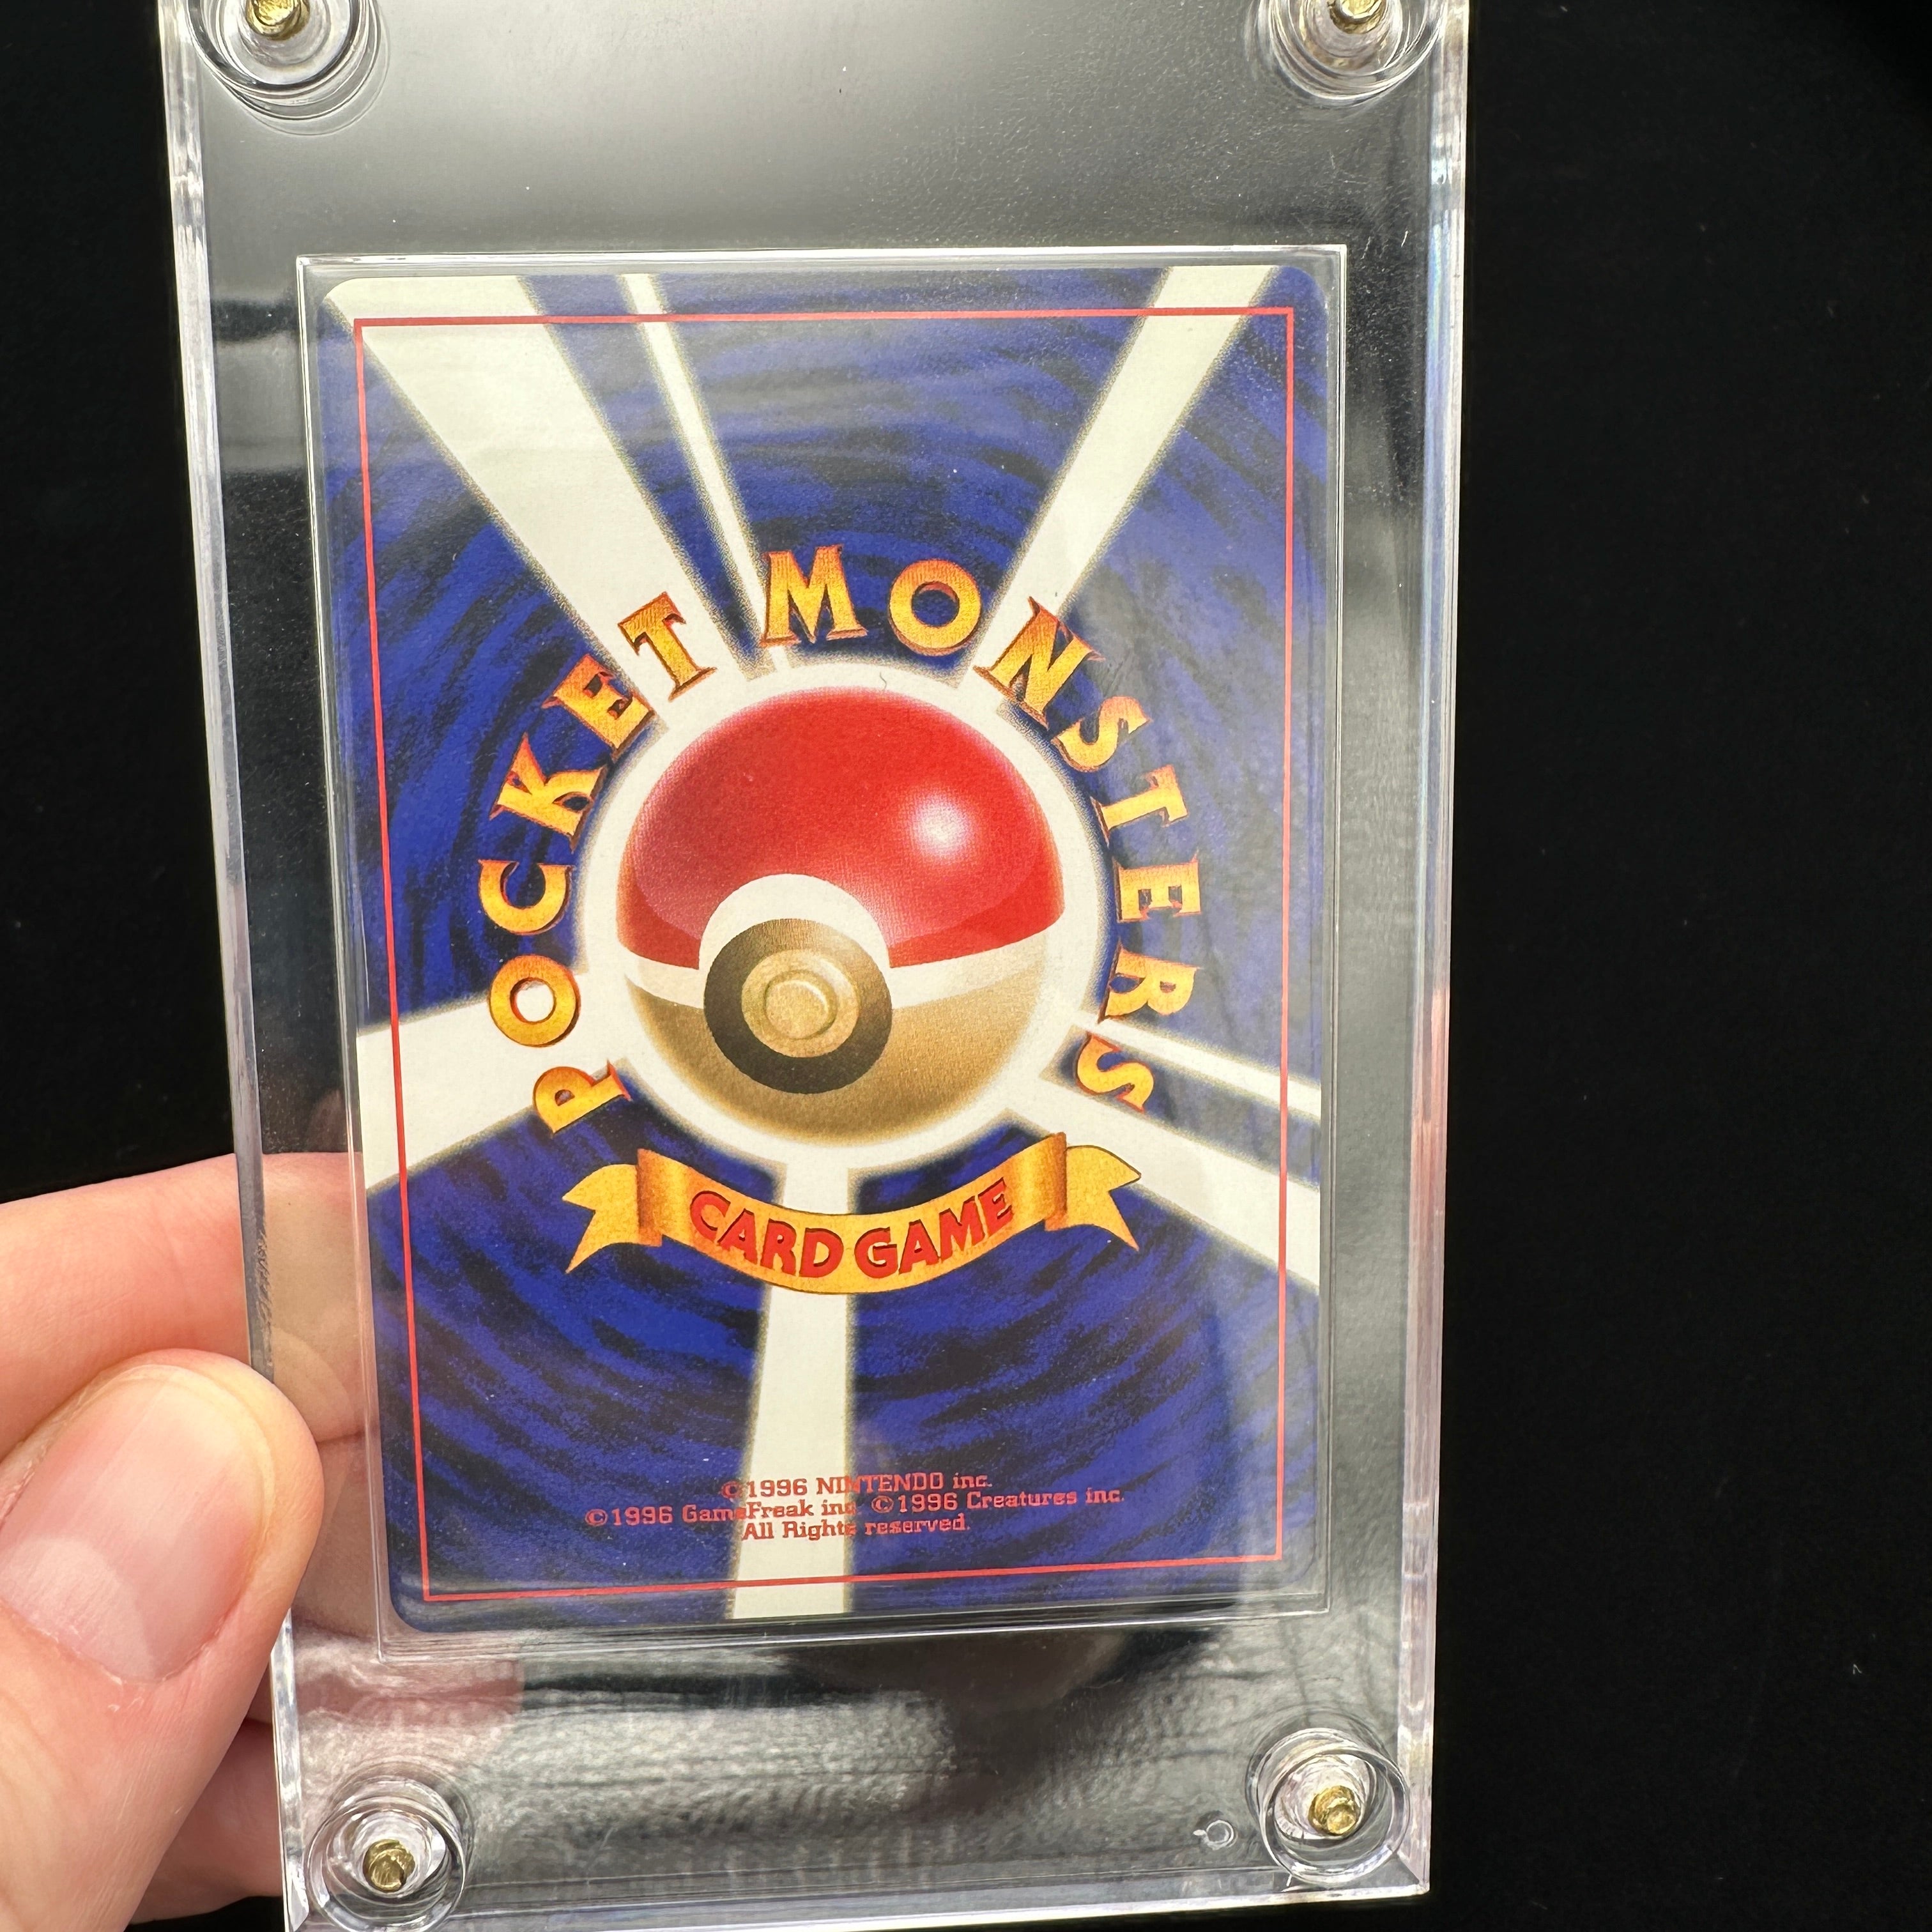 POCKET MONSTERS
CARD GAME
©1996 NINTENDO inc.
©1996 GameFreak inc. ©1996 Creatures inc.
All Rights reserved.